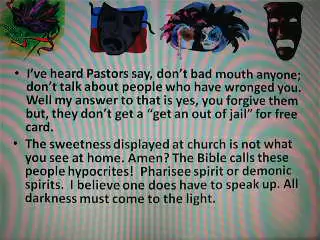 • I've heard Pastors say, don't bad mouth anyone;
don't talk about people who have wronged you.
Well my answer to that is yes, you forgive them
but, they don't get a "get an out of jail" for free
card.
• The sweetness displayed at church is not what
you see at home. Amen? The Bible calls these
people hypocrites! Pharisee spirit or demonic
spirits. I believe one does have to speak up. All
darkness must come to the light.